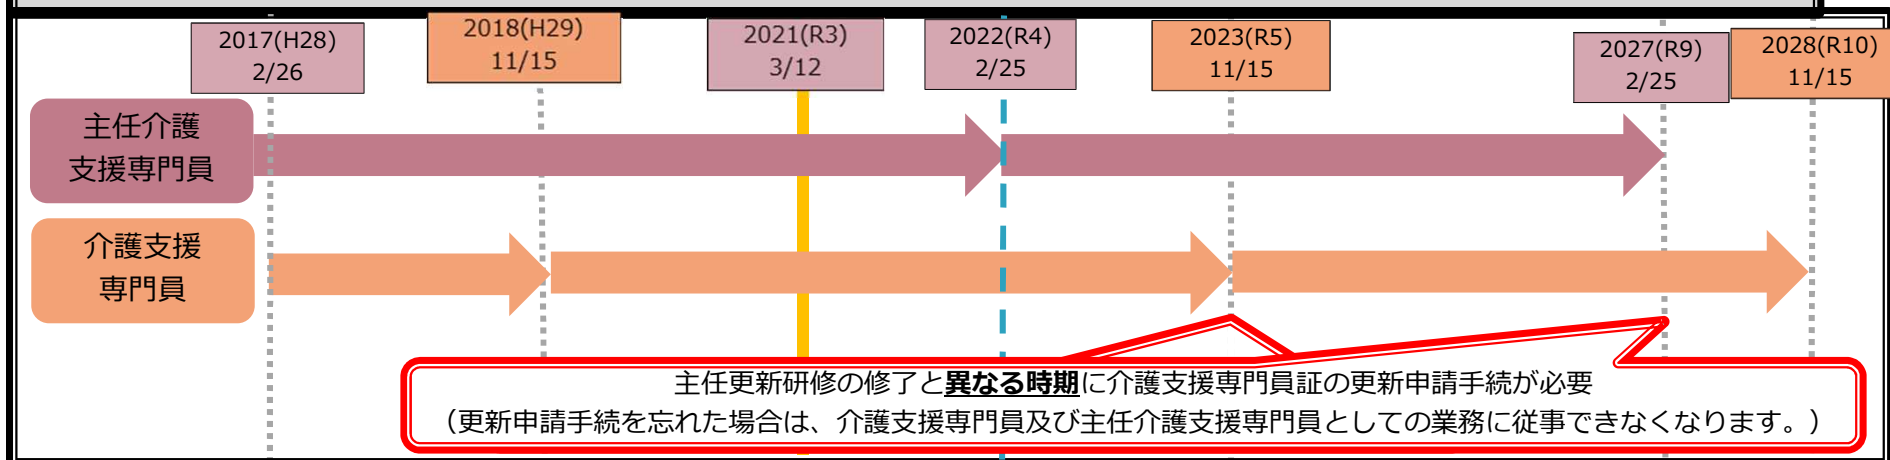 2017(H28)
2/26
2018(H29)
11/15
2021(R3)
3/12
2022(R4)
2/25
2023(R5)
11/15
2027(R9)
2/25
2028(R10)
11/15
主任介護
支援専門員
介護支援
専門員
主任更新研修の修了と異なる時期に介護支援専門員証の更新申請手続が必要
（更新申請手続を忘れた場合は、介護支援専門員及び主任介護支援専門員としての業務に従事できなくなります。）